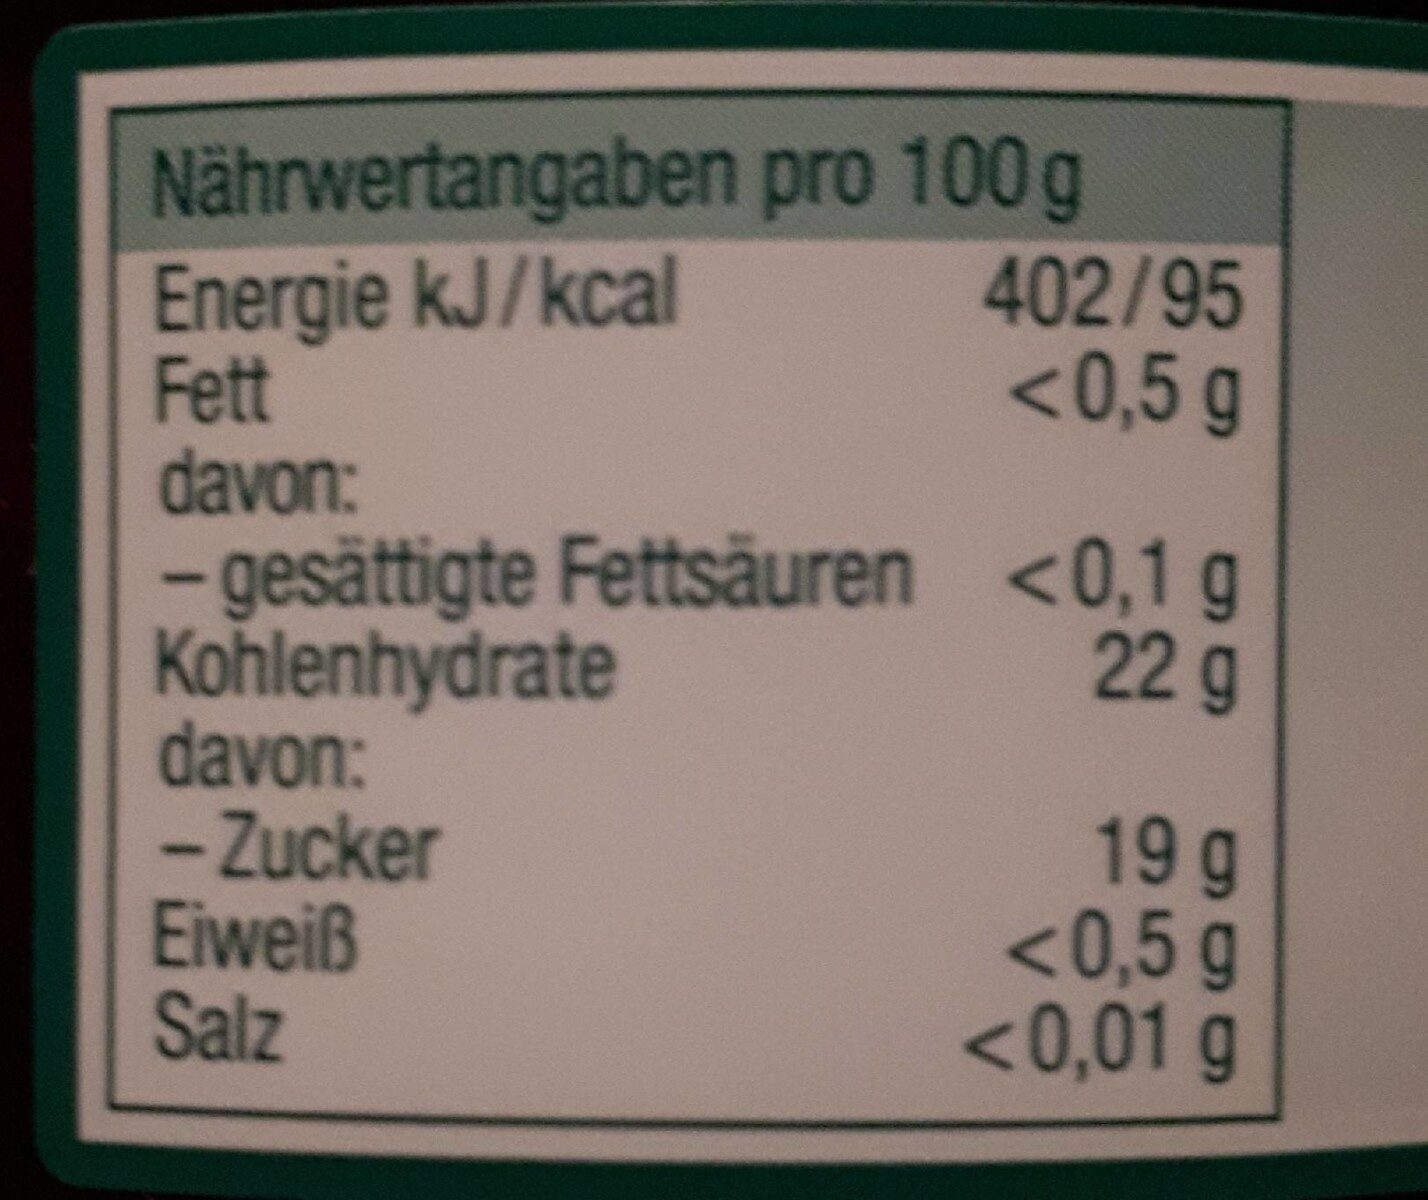 Nährwertangaben pro 100 g
Energie kJ/kcal 402/95
Fett <0,5 g
davon:
– gesättigte Fettsäuren <0,1 g
Kohlenhydrate 22 g
davon:
– Zucker 19 g
Eiweiß <0,5 g
Salz <0,01 g